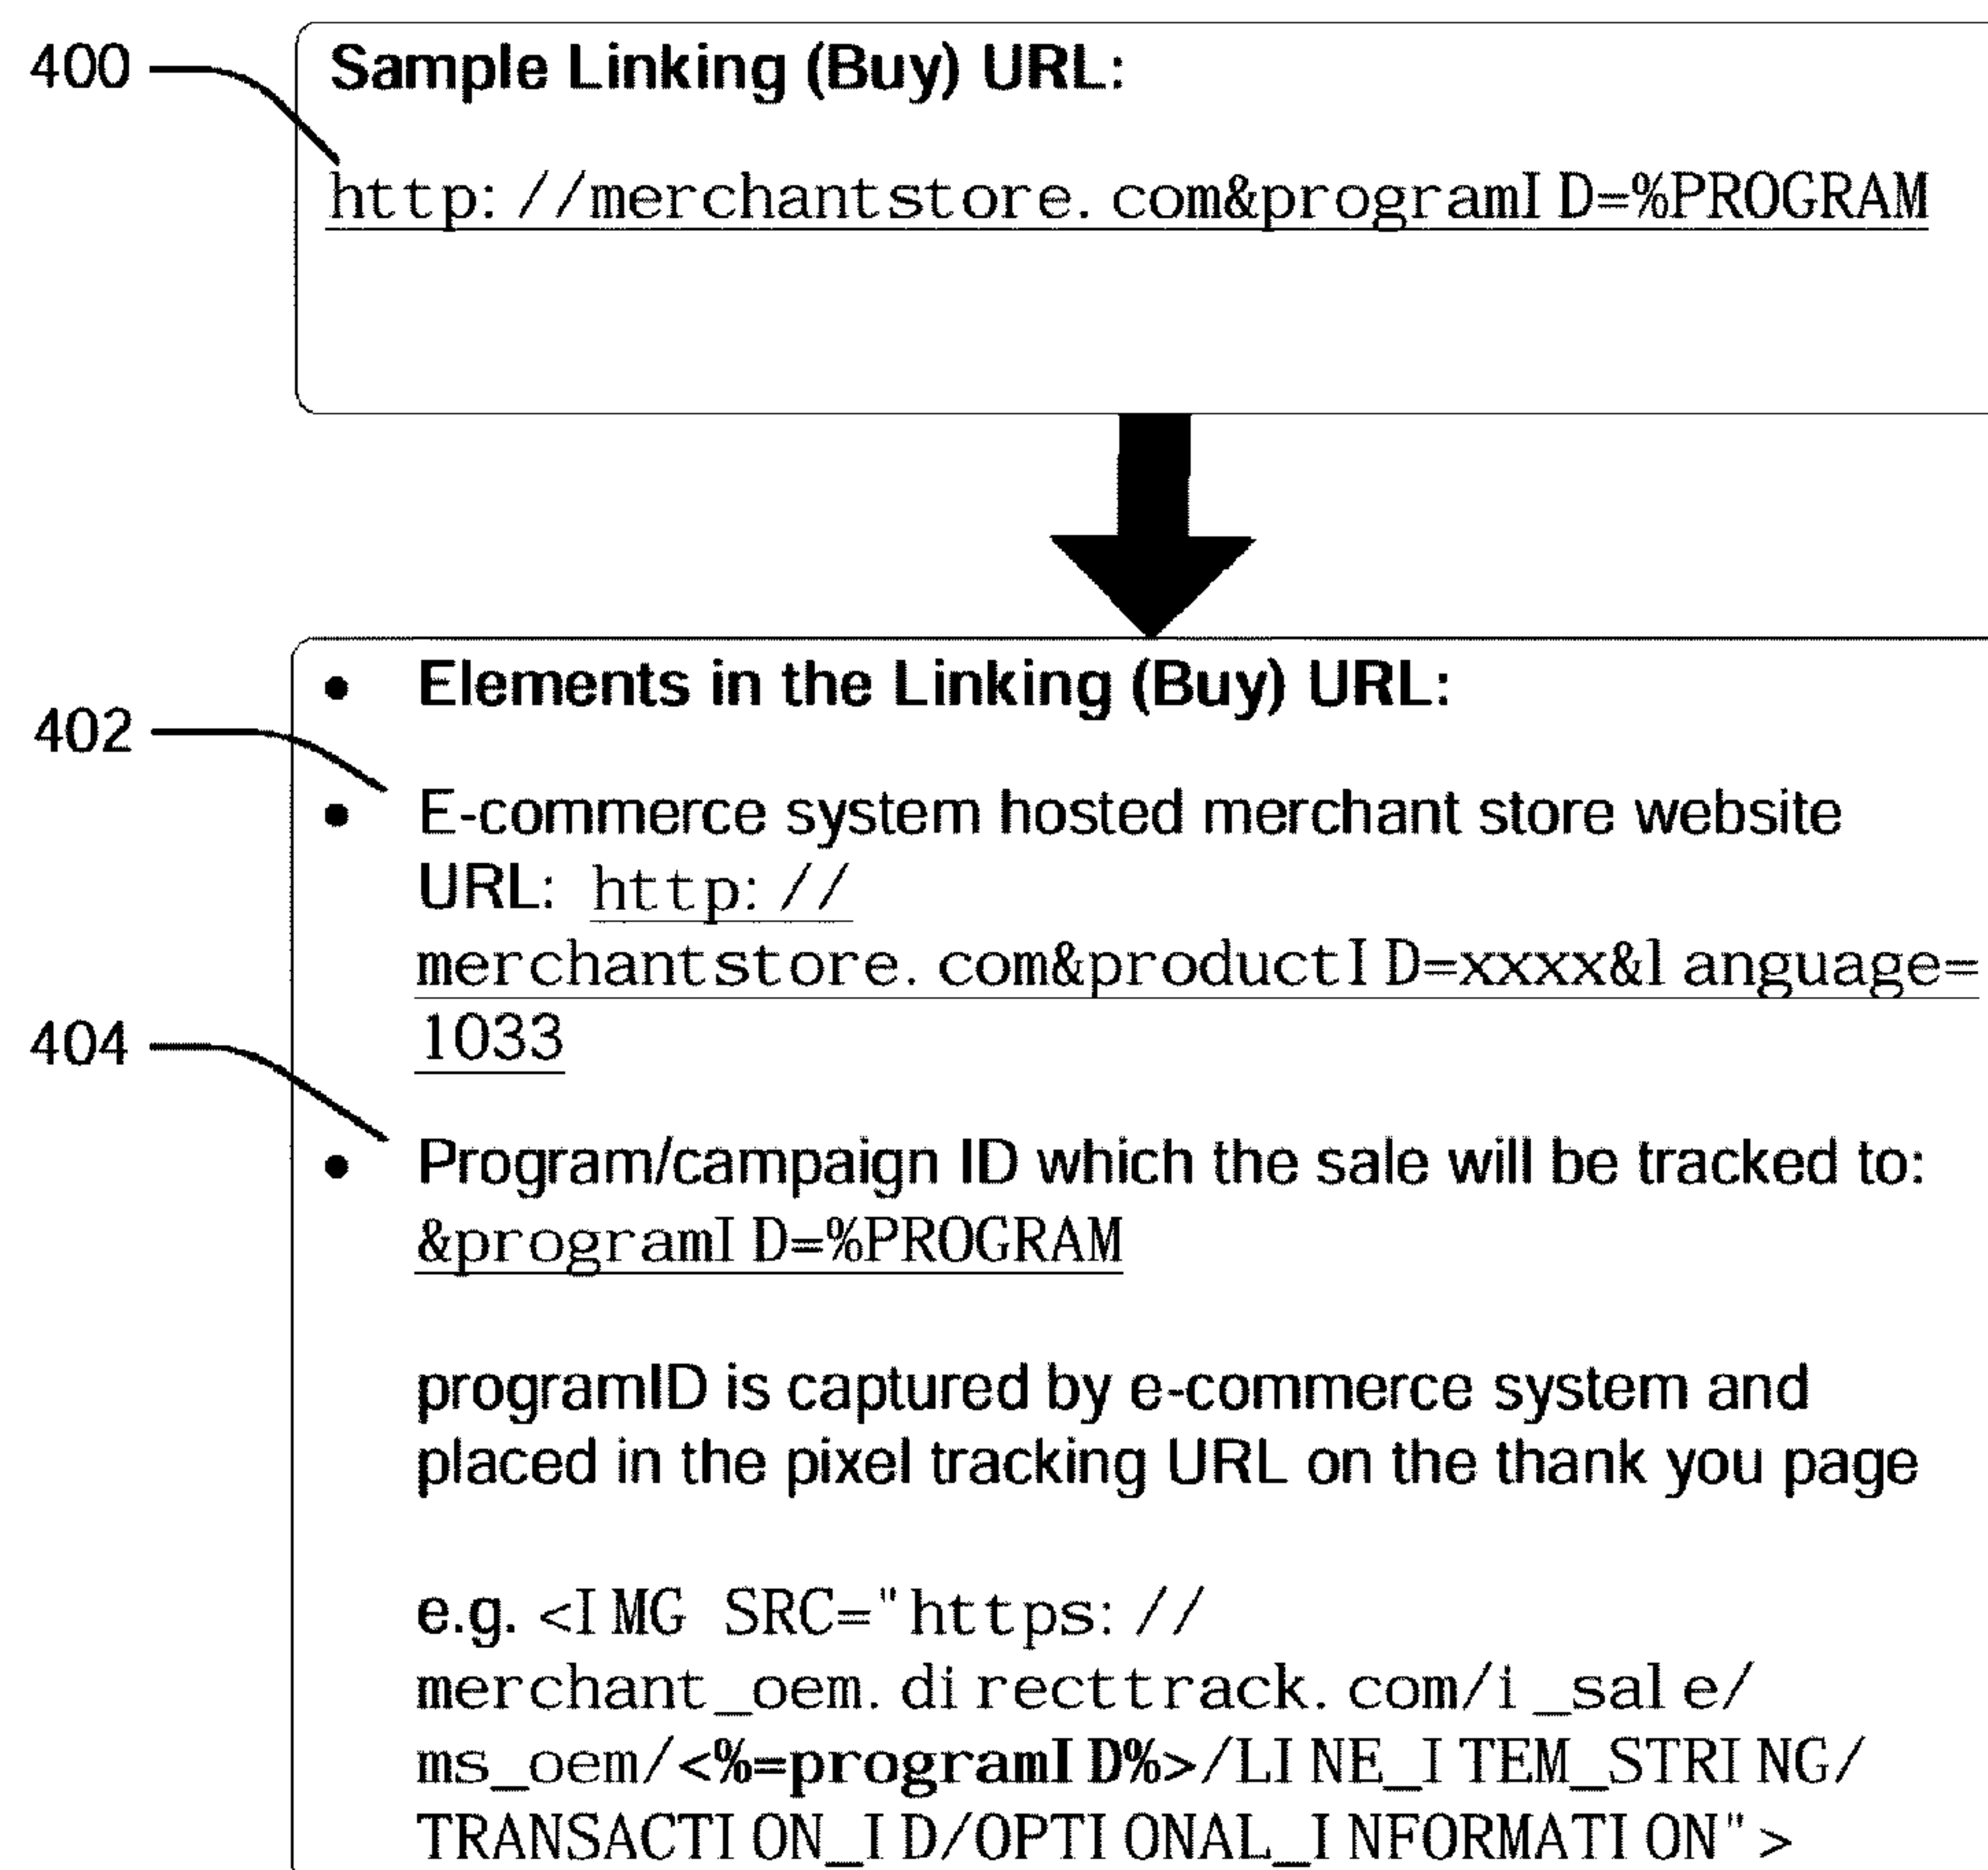 400
Sample Linking (Buy) URL:
http://merchantstore.com&programID=%PROGRAM
• Elements in the Linking (Buy) URL:
402
• E-commerce system hosted merchant store website
URL: http://
merchantstore.com&productID=xxxx&language=
1033
404
• Program/campaign ID which the sale will be tracked to:
&programID=%PROGRAM
programID is captured by e-commerce system and
placed in the pixel tracking URL on the thank you page
e.g. <IMG SRC="https://
merchant_oem.directtrack.com/i_sale/
ms_oem/<%=programID%>/LINE_ITEM_STRING/
TRANSACTION_ID/OPTIONAL_INFORMATION">